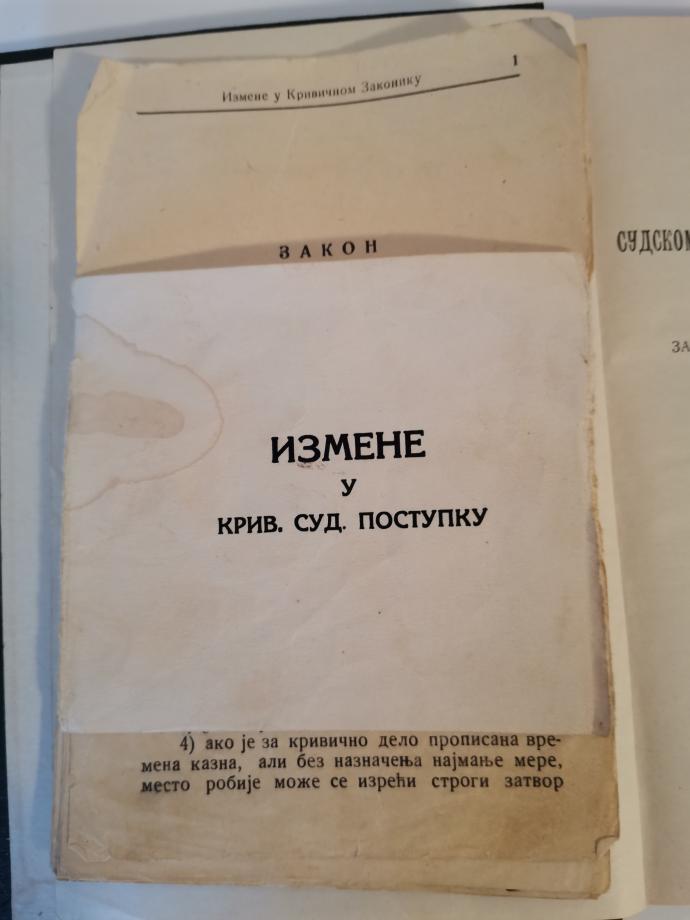 Измене у Кривичном Законику
1
ЗАКОН
ИЗМЕНЕ
У
КРИВ. СУД. ПОСТУПКУ
4) ако је за кривично дело прописана вре-
мена казна, али без назначења најмање мере,
место робије може се изрећи строги затвор
СУДСКОМ
ЗА